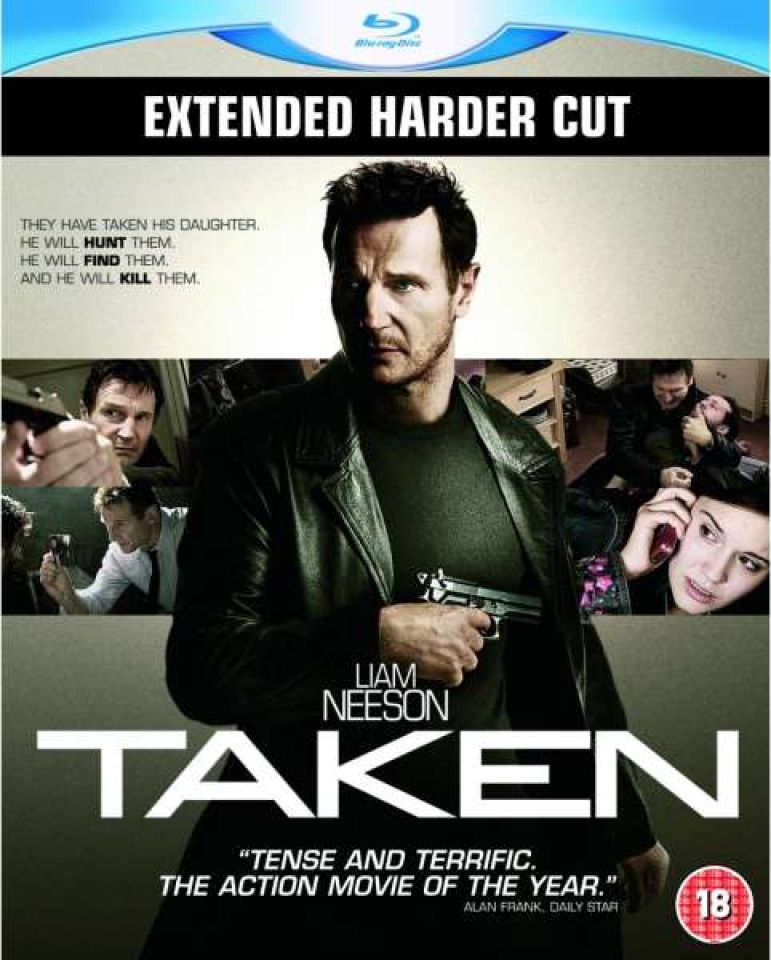 Blu-ray Disc
EXTENDED HARDER CUT
THEY HAVE TAKEN HIS DAUGHTER.
HE WILL HUNT THEM.
HE WILL FIND THEM.
AND HE WILL KILL THEM.
LIAM
NEESON
TAKEN
“TENSE AND TERRIFIC.
THE ACTION MOVIE OF THE YEAR.”
ALAN FRANK, DAILY STAR
18